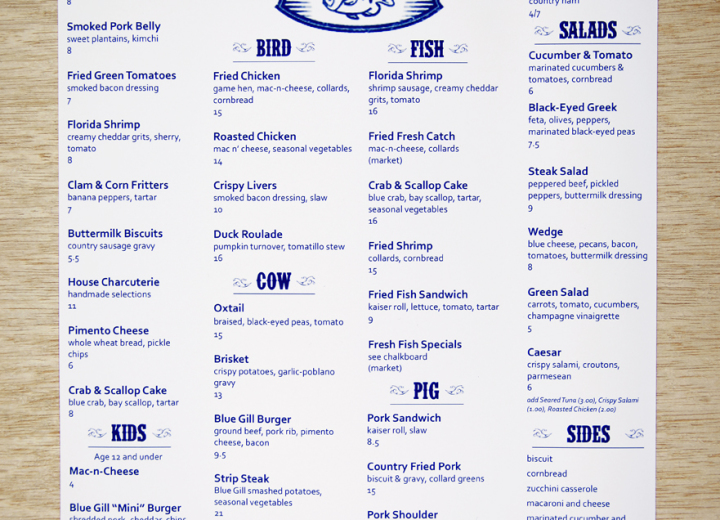 8
Smoked Pork Belly
sweet plantains, kimchi
8
Fried Green Tomatoes
smoked bacon dressing
7
Florida Shrimp
creamy cheddar grits, sherry,
tomato
8
Clam & Corn Fritters
banana peppers, tartar
7
Buttermilk Biscuits
country sausage gravy
5.5
House Charcuterie
handmade selections
11
Pimento Cheese
whole wheat bread, pickle
chips
6
Crab & Scallop Cake
blue crab, bay scallop, tartar
8
KIDS
Age 12 and under
Mac-n-Cheese
4
Blue Gill "Mini" Burger
shredded pork, cheddar, chips
BIRD
Fried Chicken
game hen, mac-n-cheese, collards,
cornbread
15
Roasted Chicken
mac n' cheese, seasonal vegetables
14
Crispy Livers
smoked bacon dressing, slaw
10
Duck Roulade
pumpkin turnover, tomatillo stew
16
COW
Oxtail
braised, black-eyed peas, tomato
15
Brisket
crispy potatoes, garlic-poblano
gravy
13
Blue Gill Burger
ground beef, pork rib, pimento
cheese, bacon
9.5
Strip Steak
Blue Gill smashed potatoes,
seasonal vegetables
21
FISH
Florida Shrimp
shrimp sausage, creamy cheddar
grits, tomato
16
Fried Fresh Catch
mac-n-cheese, collards
(market)
Crab & Scallop Cake
blue crab, bay scallop, tartar,
seasonal vegetables
16
Fried Shrimp
collards, cornbread
15
Fried Fish Sandwich
kaiser roll, lettuce, tomato, tartar
9
Fresh Fish Specials
see chalkboard
(market)
PIG
Pork Sandwich
kaiser roll, slaw
8.5
Country Fried Pork
biscuit & gravy, collard greens
15
Pork Shoulder
country ham
4/7
SALADS
Cucumber & Tomato
marinated cucumbers &
tomatoes, cornbread
6
Black-Eyed Greek
feta, olives, peppers,
marinated black-eyed peas
7.5
Steak Salad
peppered beef, pickled
peppers, buttermilk dressing
9
Wedge
blue cheese, pecans, bacon,
tomatoes, buttermilk dressing
8
Green Salad
carrots, tomato, cucumbers,
champagne vinaigrette
5
Caesar
crispy salami, croutons,
parmesean
6
add Seared Tuna (3.00), Crispy Salami
(1.00), Roasted Chicken (2.00)
SIDES
biscuit
cornbread
zucchini casserole
macaroni and cheese
marinated cucumber and